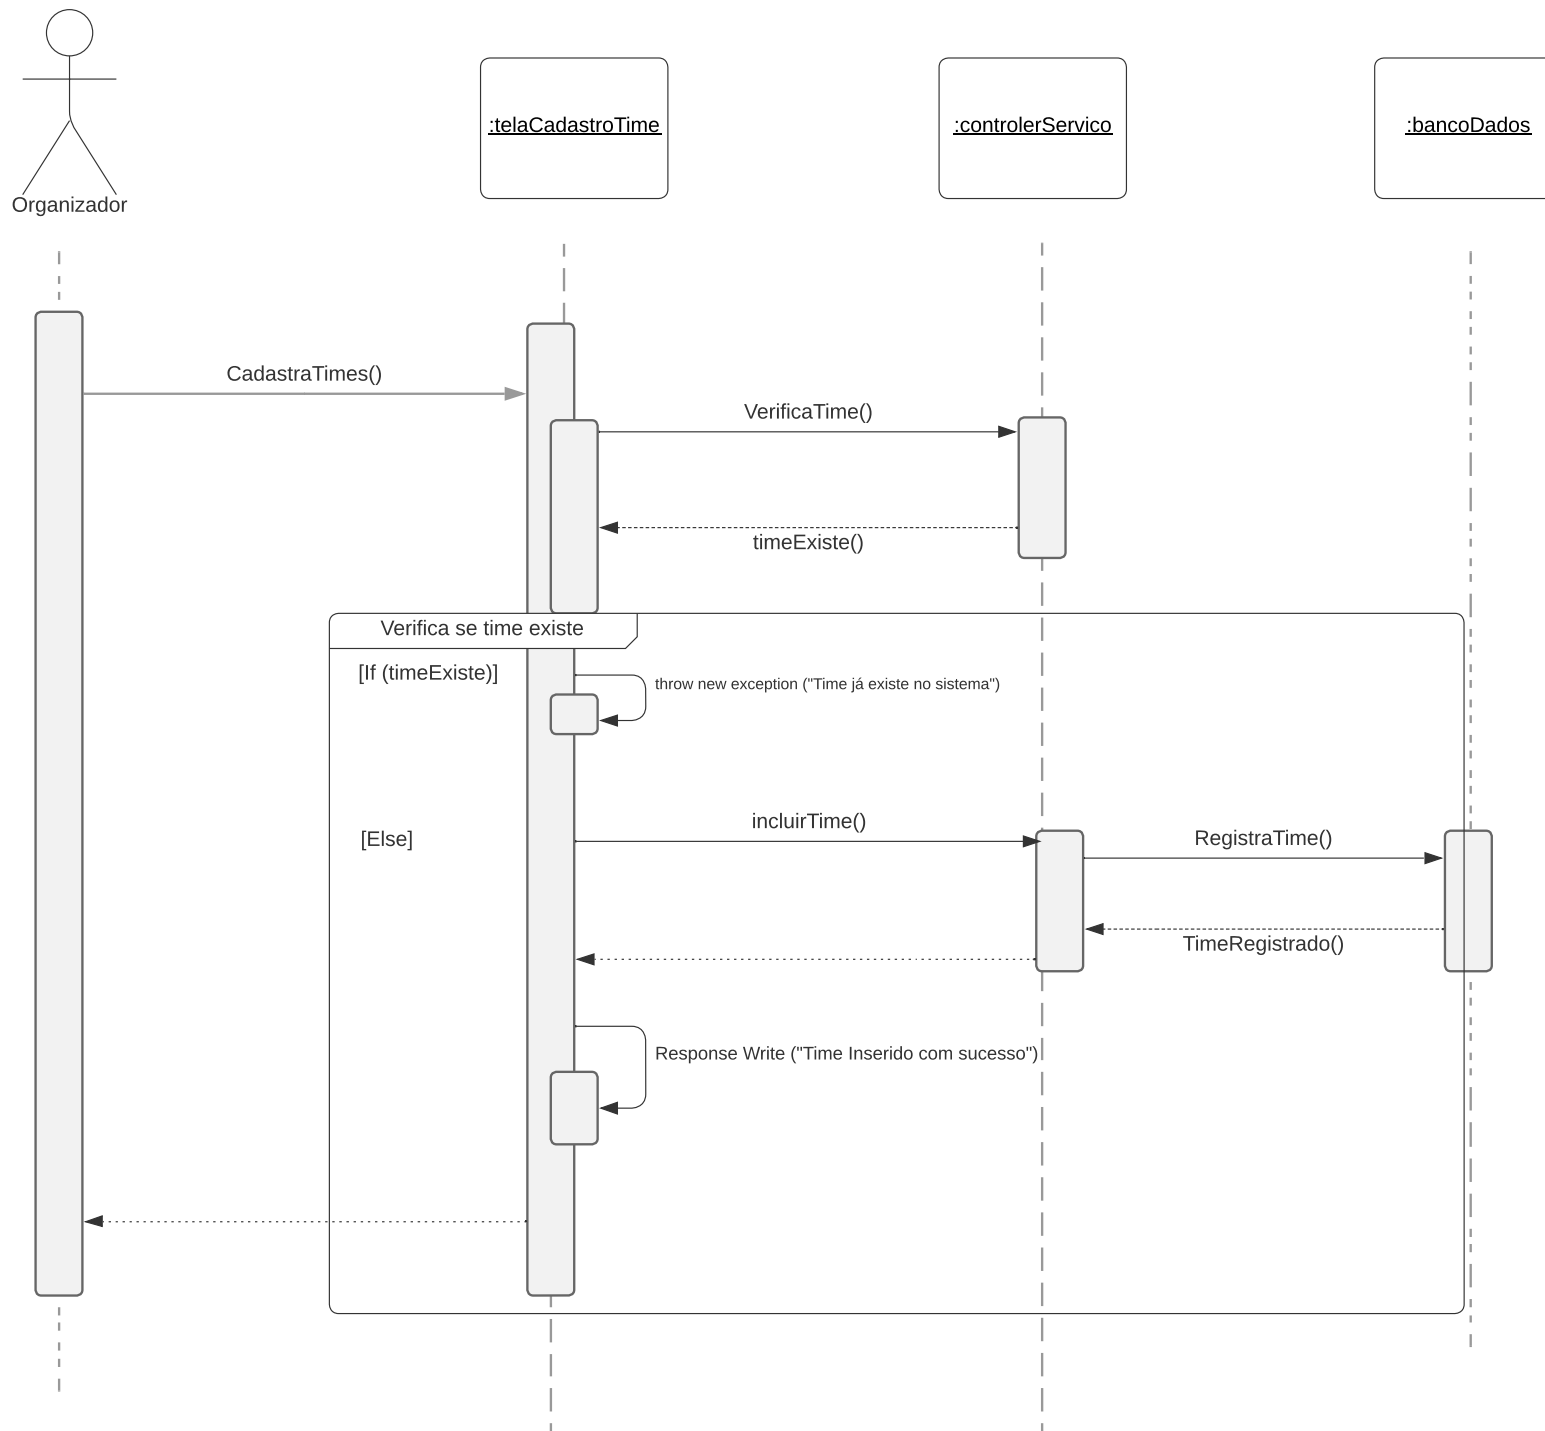 Organizador
:telaCadastroTime
:controlerServico
:bancoDados
CadastraTimes()
VerificaTime()
timeExiste()
Verifica se time existe
[If (timeExiste)]
throw new exception ("Time já existe no sistema")
[Else]
incluirTime()
RegistraTime()
TimeRegistrado()
Response Write ("Time Inserido com sucesso")